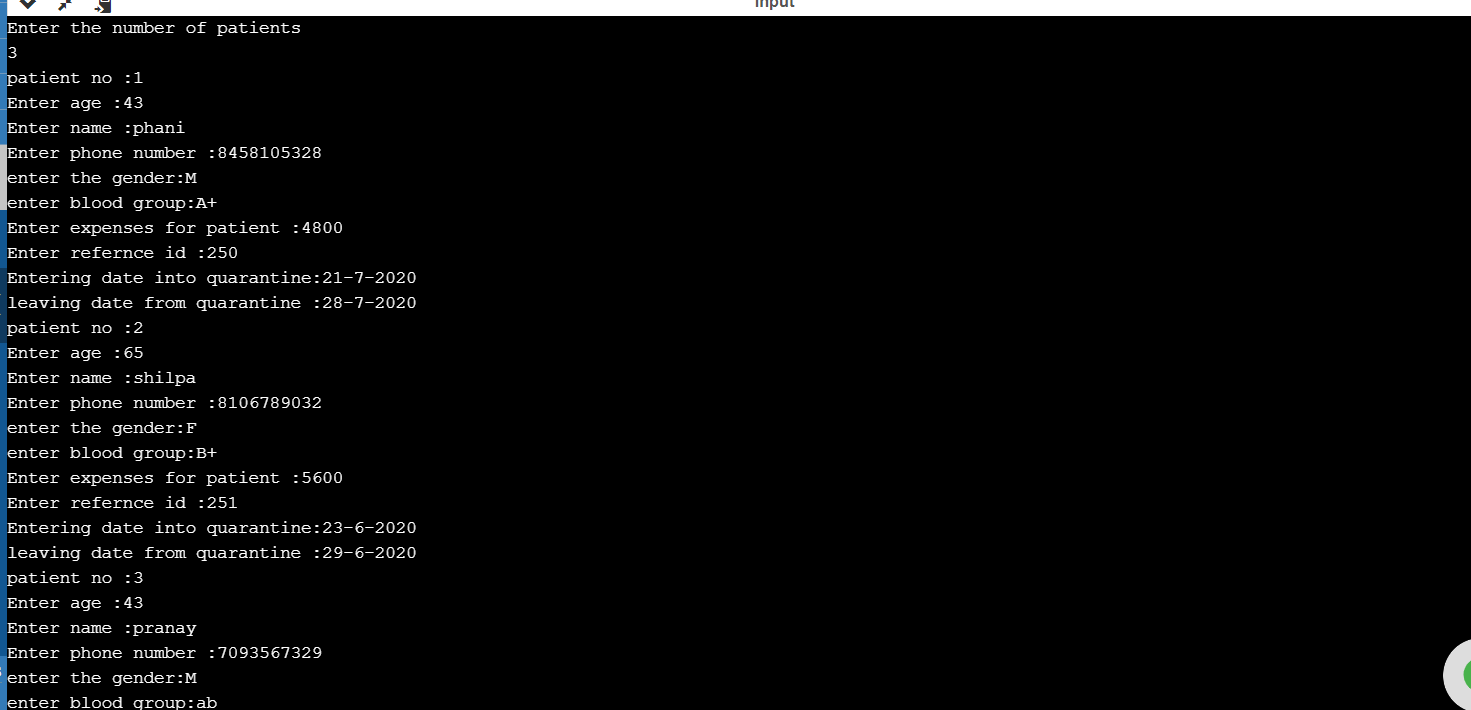 input
Enter the number of patients
3
patient no :1
Enter age :43
Enter name :phani
Enter phone number :8458105328
enter the gender:M
enter blood group:A+
Enter expenses for patient :4800
Enter refernce id :250
Entering date into quarantine:21-7-2020
leaving date from quarantine :28-7-2020
patient no :2
Enter age :65
Enter name :shilpa
Enter phone number :8106789032
enter the gender:F
enter blood group:B+
Enter expenses for patient :5600
Enter refernce id :251
Entering date into quarantine:23-6-2020
leaving date from quarantine :29-6-2020
patient no :3
Enter age :43
Enter name :pranay
Enter phone number :7093567329
enter the gender:M
enter blood group:ab